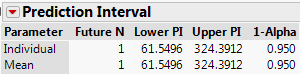 Prediction Interval
Parameter Future N Lower PI Upper PI 1-Alpha
Individual 1 61.5496 324.3912 0.950
Mean 1 61.5496 324.3912 0.950